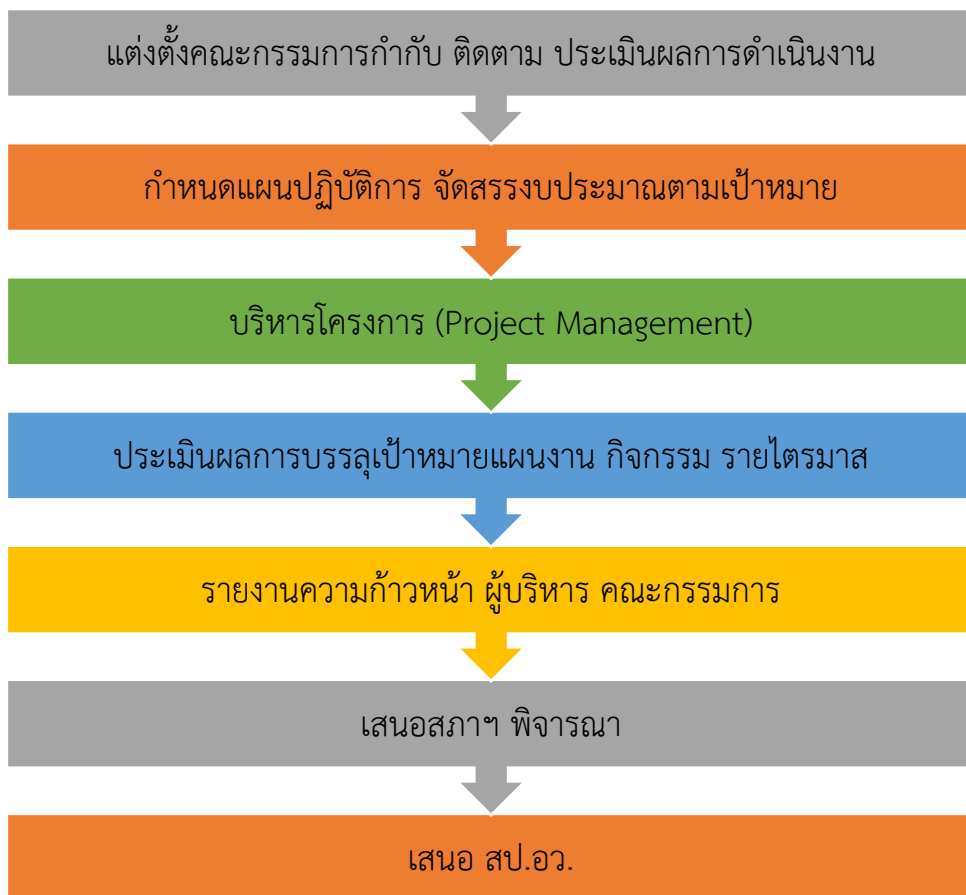 แต่งตั้งคณะกรรมการกำกับ ติดตาม ประเมินผลการดำเนินงาน
กำหนดแผนปฏิบัติการ จัดสรรงบประมาณตามเป้าหมาย
บริหารโครงการ (Project Management)
ประเมินผลการบรรลุเป้าหมายแผนงาน กิจกรรม รายไตรมาส
รายงานความก้าวหน้า ผู้บริหาร คณะกรรมการ
เสนอสภาฯ พิจารณา
เสนอ สป.อว.